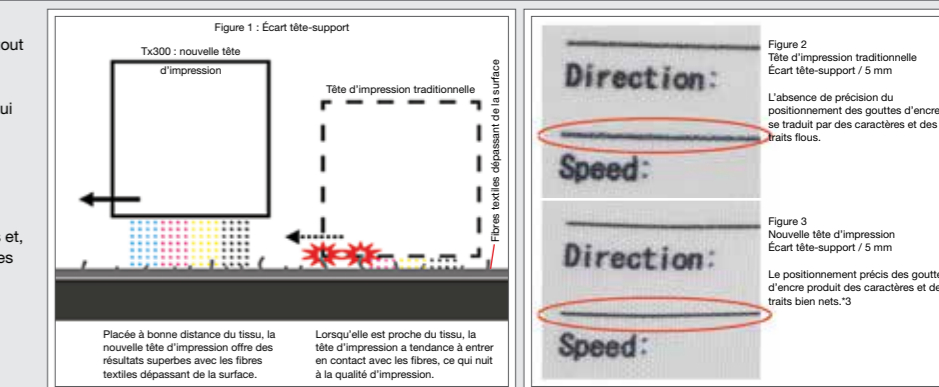 out
ui
et,
es
Figure 1 : Écart tête-support
Tx300 : nouvelle tête
d'impression
Tête d'impression traditionnelle
Fibres textiles dépassant de la surface
Placée à bonne distance du tissu, la
nouvelle tête d'impression offre des
résultats superbes avec les fibres
textiles dépassant de la surface.
Lorsqu'elle est proche du tissu, la
tête d'impression a tendance à entrer
en contact avec les fibres, ce qui nuit
à la qualité d'impression.
Direction:
Speed:
Figure 2
Tête d'impression traditionnelle
Écart tête-support / 5 mm
L'absence de précision du
positionnement des gouttes d'encre
se traduit par des caractères et des
traits flous.
Direction:
Speed:
Figure 3
Nouvelle tête d'impression
Écart tête-support / 5 mm
Le positionnement précis des goutte
d'encre produit des caractères et de
traits bien nets.*3